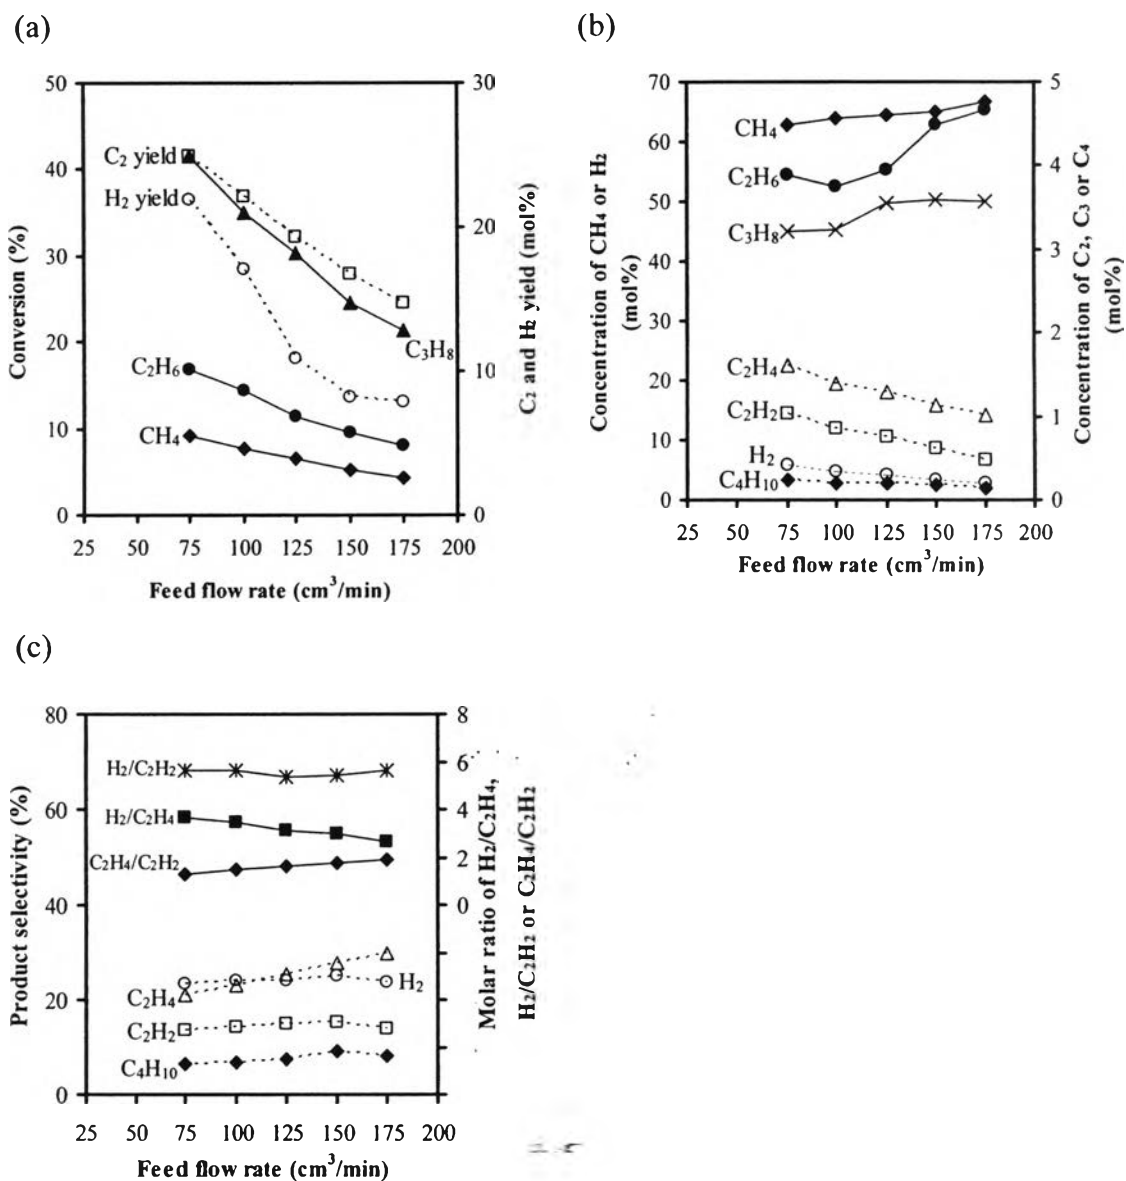 (a)
50
40
30
20
10
0
Conversion (%)
C₂ yield
H₂ yield
C₂H₆
CH₄
C₃H₈
30
20
10
0
C₂ and H₂ yield (mol%)
25 50 75 100 125 150 175 200
Feed flow rate (cm³/min)
(b)
70
60
50
40
30
20
10
0
Concentration of CH₄ or H₂
(mol%)
CH₄
C₂H₆
C₃H₈
C₂H₄
C₂H₂
H₂
C₄H₁₀
5
4
3
2
1
0
Concentration of C₂, C₃ or C₄
(mol%)
25 50 75 100 125 150 175 200
Feed flow rate (cm³/min)
(c)
80
60
40
20
0
Product selectivity (%)
H₂/C₂H₂
H₂/C₂H₄
C₂H₄/C₂H₂
C₂H₄
H₂
C₂H₂
C₄H₁₀
8
6
4
2
0
Molar ratio of H₂/C₂H₄,
H₂/C₂H₂ or C₂H₄/C₂H₂
25 50 75 100 125 150 175 200
Feed flow rate (cm³/min)